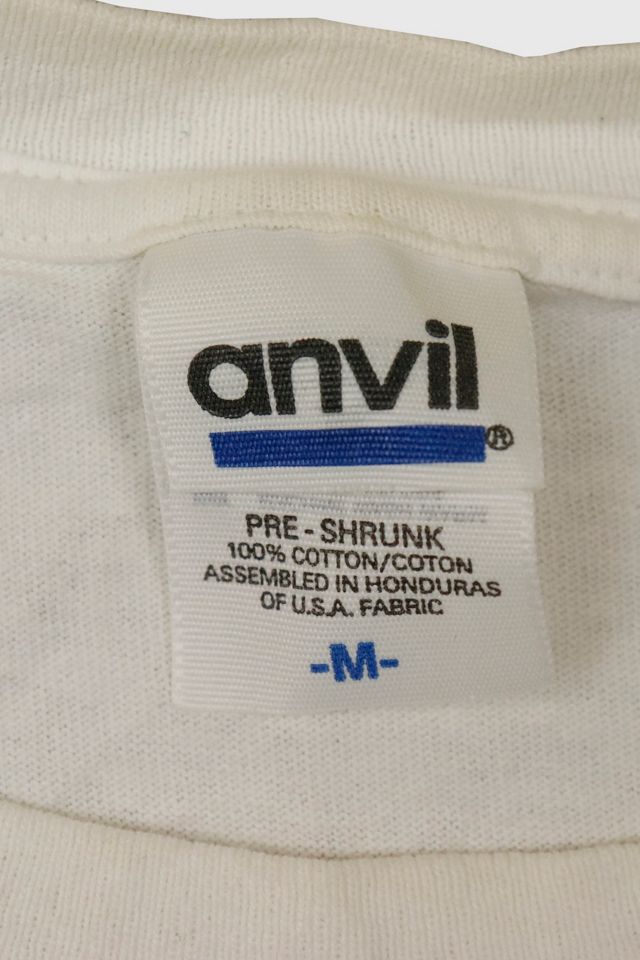 anvil®
PRE-SHRUNK
100% COTTON/COTON
ASSEMBLED IN HONDURAS
OF U.S.A. FABRIC
-M-